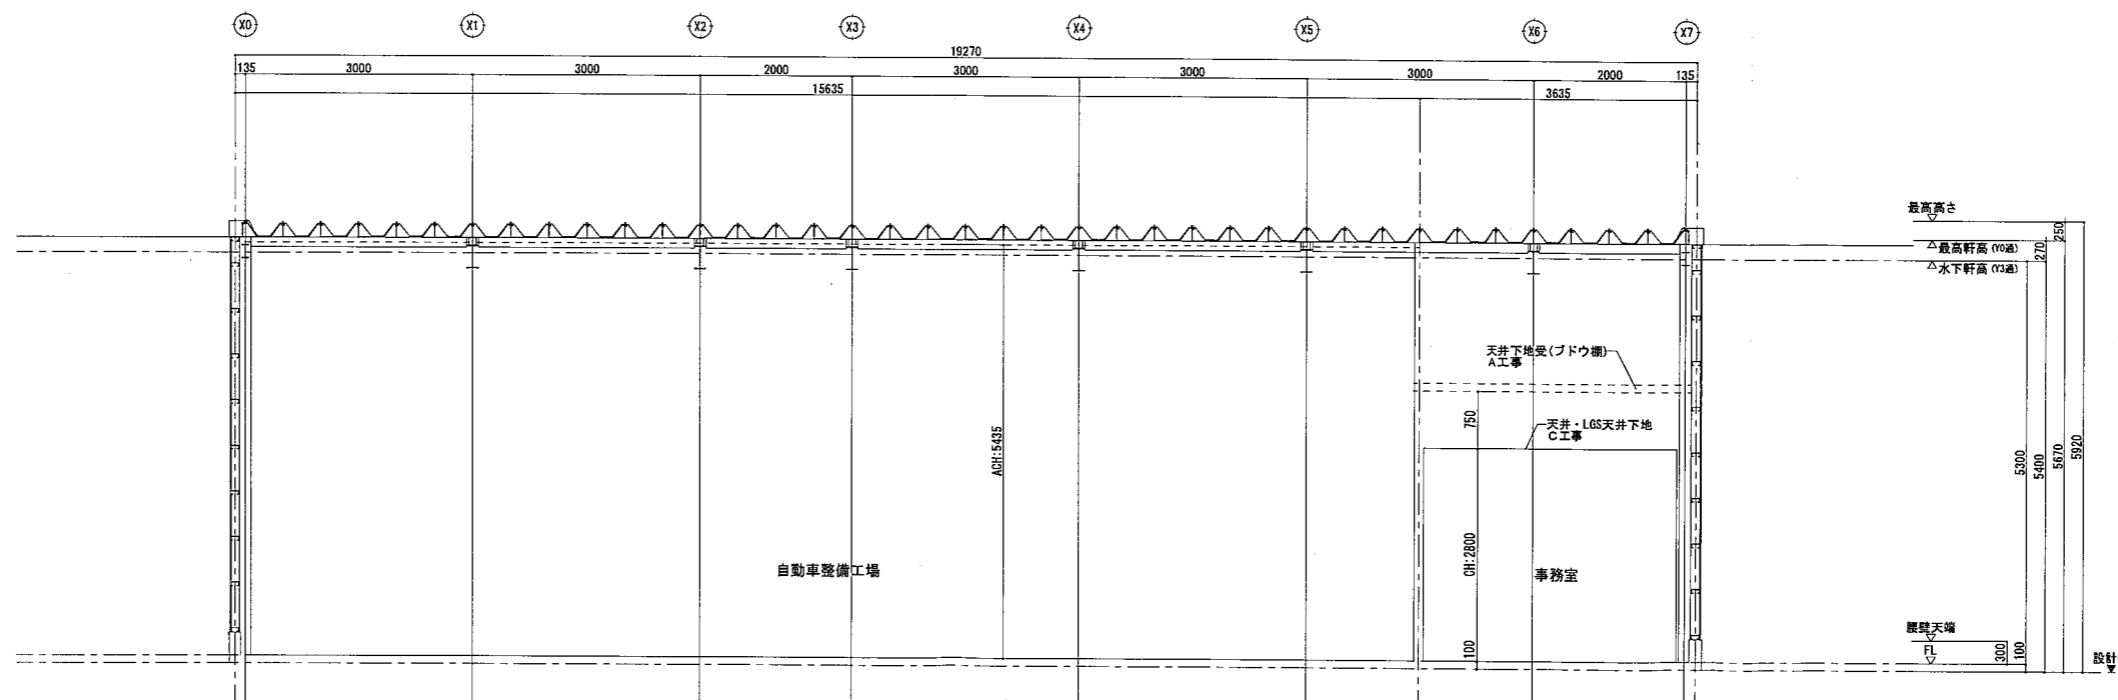 X0 X1 X2 X3 X4 X5 X6 X7
19270
135 3000 3000 2000 3000 3000 3000 2000 135
15635 3635
最高高さ
250
最高軒高 (Y0通)
270
水下軒高 (Y3通)
天井下地受(ブドウ棚)
A工事
750
天井・LGS天井下地
C工事
ACH:5435
5300
5400
5670
5920
CH:2800
自動車整備工場
事務室
腰壁天端
FL
100
300
100
設計